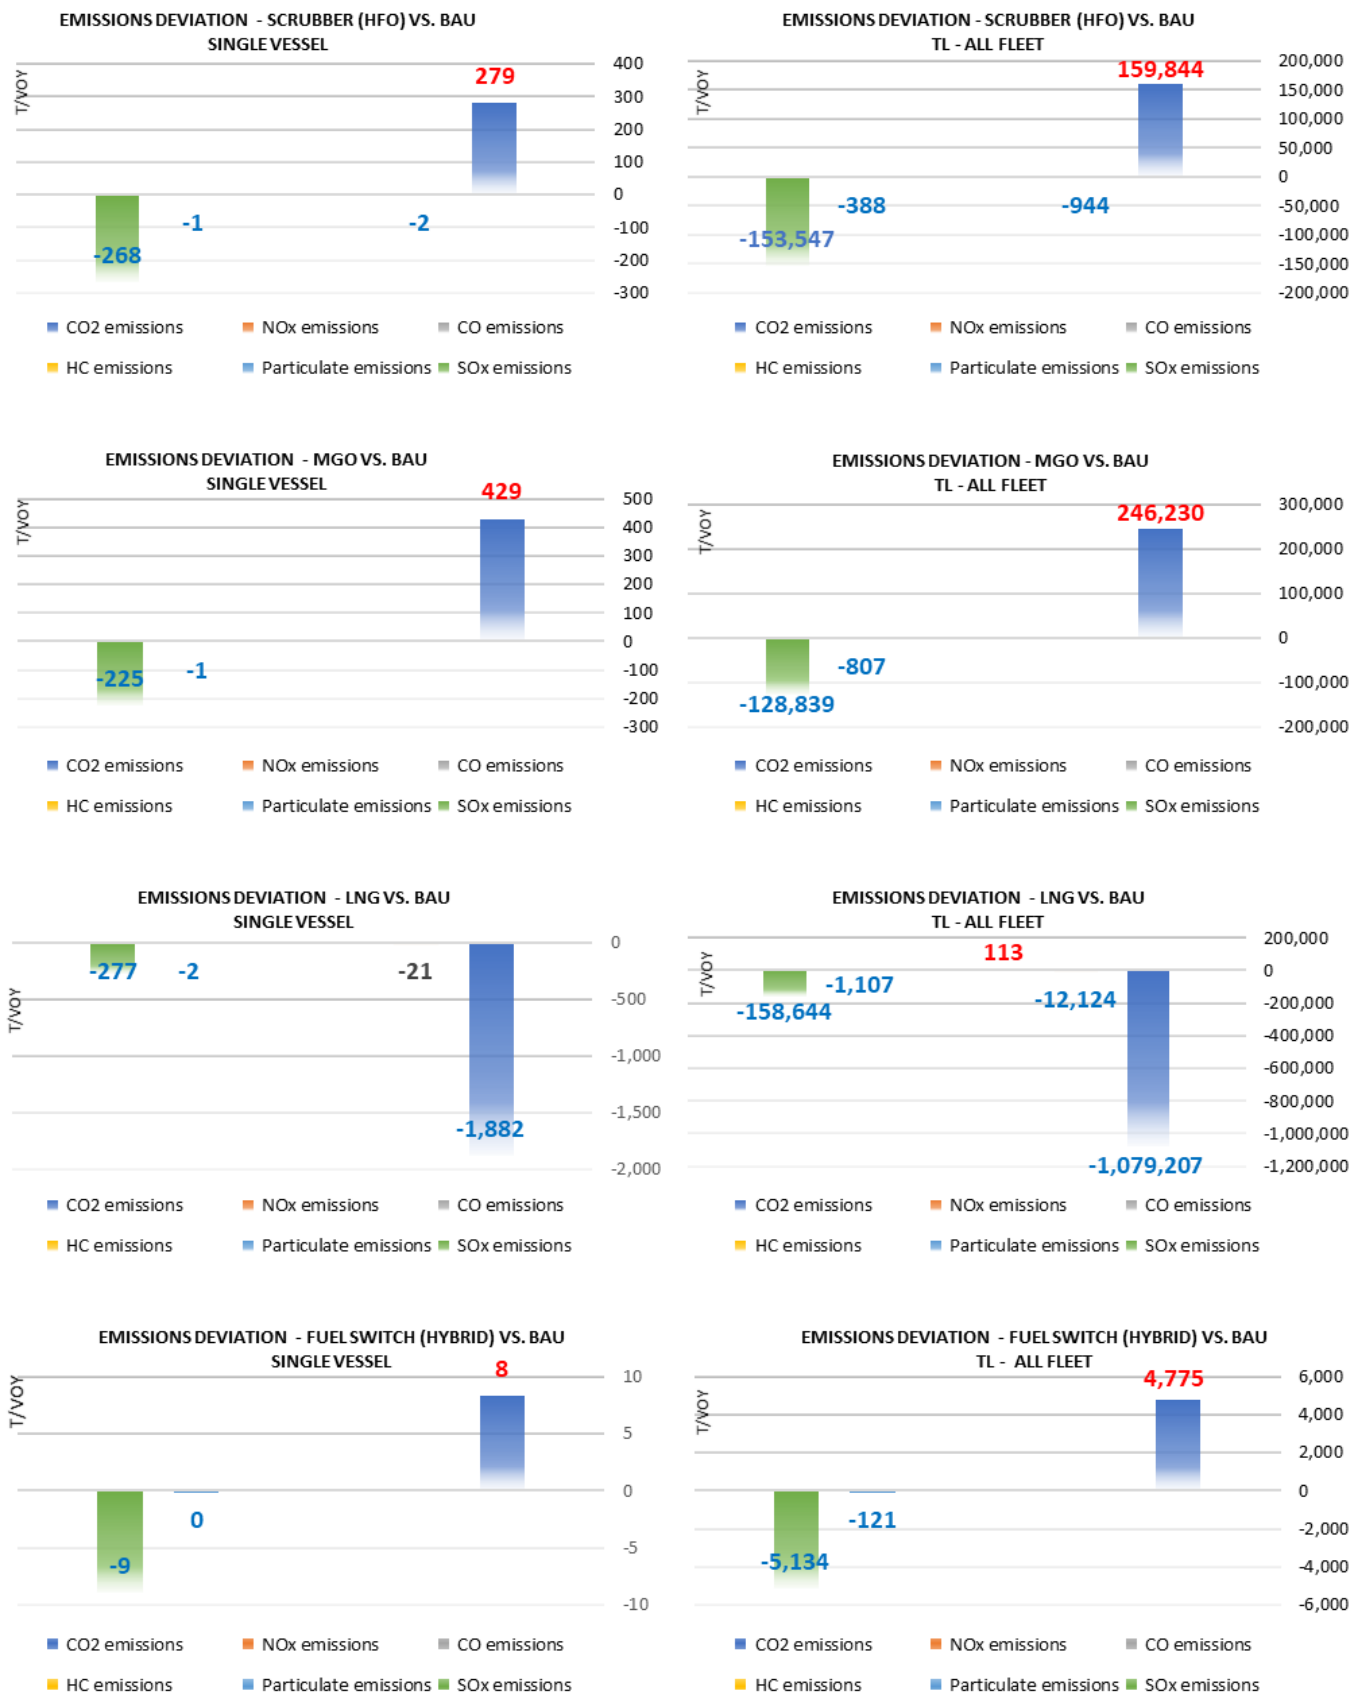 EMISSIONS DEVIATION - SCRUBBER (HFO) VS. BAU
SINGLE VESSEL
T/VOY
279
-1
-2
-268
400
300
200
100
0
-100
-200
-300
CO2 emissions
NOx emissions
CO emissions
HC emissions
Particulate emissions
SOx emissions
EMISSIONS DEVIATION - SCRUBBER (HFO) VS. BAU
TL - ALL FLEET
T/VOY
159,844
-388
-944
-153,547
200,000
150,000
100,000
50,000
0
-50,000
-100,000
-150,000
-200,000
CO2 emissions
NOx emissions
CO emissions
HC emissions
Particulate emissions
SOx emissions
EMISSIONS DEVIATION - MGO VS. BAU
SINGLE VESSEL
T/VOY
429
-225
-1
500
400
300
200
100
0
-100
-200
-300
CO2 emissions
NOx emissions
CO emissions
HC emissions
Particulate emissions
SOx emissions
EMISSIONS DEVIATION - MGO VS. BAU
TL - ALL FLEET
T/VOY
246,230
-807
-128,839
300,000
200,000
100,000
0
-100,000
-200,000
CO2 emissions
NOx emissions
CO emissions
HC emissions
Particulate emissions
SOx emissions
EMISSIONS DEVIATION - LNG VS. BAU
SINGLE VESSEL
T/VOY
-277
-2
-21
-1,882
0
-500
-1,000
-1,500
-2,000
CO2 emissions
NOx emissions
CO emissions
HC emissions
Particulate emissions
SOx emissions
EMISSIONS DEVIATION - LNG VS. BAU
TL - ALL FLEET
T/VOY
113
-1,107
-12,124
-158,644
-1,079,207
200,000
0
-200,000
-400,000
-600,000
-800,000
-1,000,000
-1,200,000
CO2 emissions
NOx emissions
CO emissions
HC emissions
Particulate emissions
SOx emissions
EMISSIONS DEVIATION - FUEL SWITCH (HYBRID) VS. BAU
SINGLE VESSEL
T/VOY
8
0
-9
10
5
0
-5
-10
CO2 emissions
NOx emissions
CO emissions
HC emissions
Particulate emissions
SOx emissions
EMISSIONS DEVIATION - FUEL SWITCH (HYBRID) VS. BAU
TL - ALL FLEET
T/VOY
4,775
-121
-5,134
6,000
4,000
2,000
0
-2,000
-4,000
-6,000
CO2 emissions
NOx emissions
CO emissions
HC emissions
Particulate emissions
SOx emissions